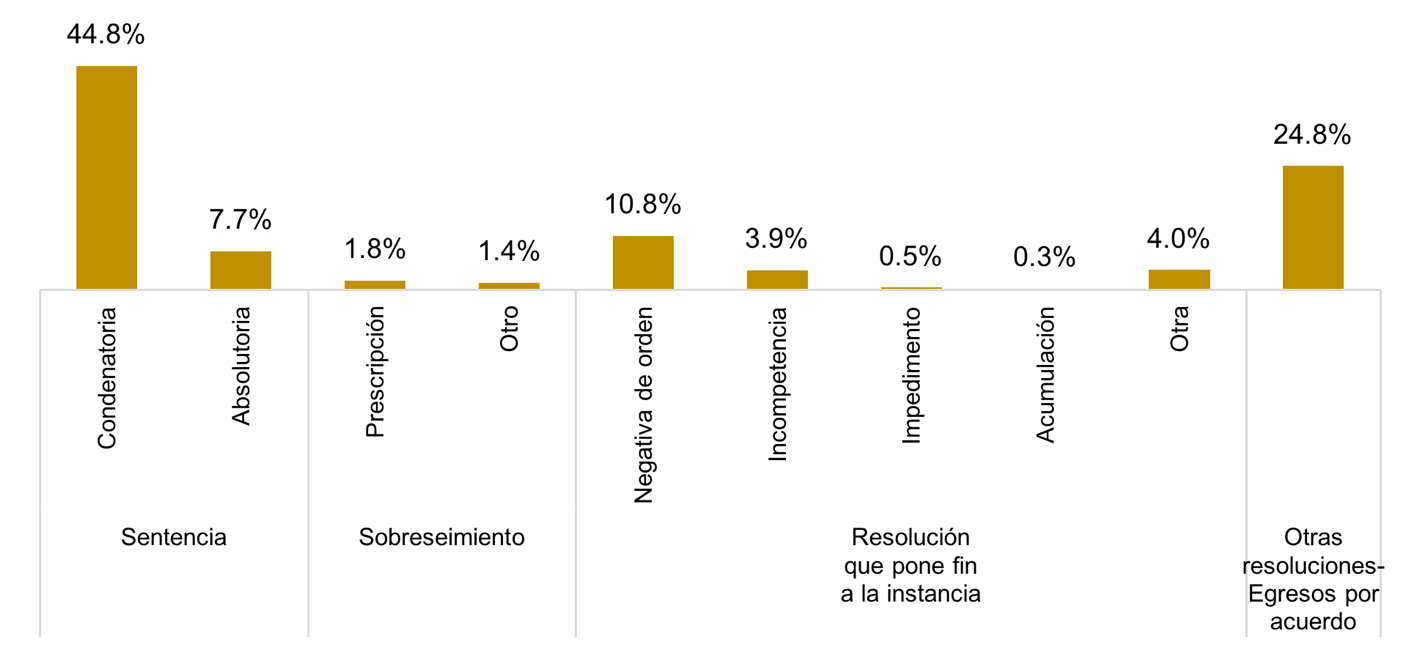 44.8%
7.7%
1.8%
1.4%
10.8%
3.9%
0.5%
0.3%
4.0%
24.8%
Condenatoria
Absolutoria
Prescripción
Otro
Negativa de orden
Incompetencia
Impedimento
Acumulación
Otra
Sentencia
Sobreseimiento
Resolución
que pone fin
a la instancia
Otras
resoluciones-
Egresos por
acuerdo